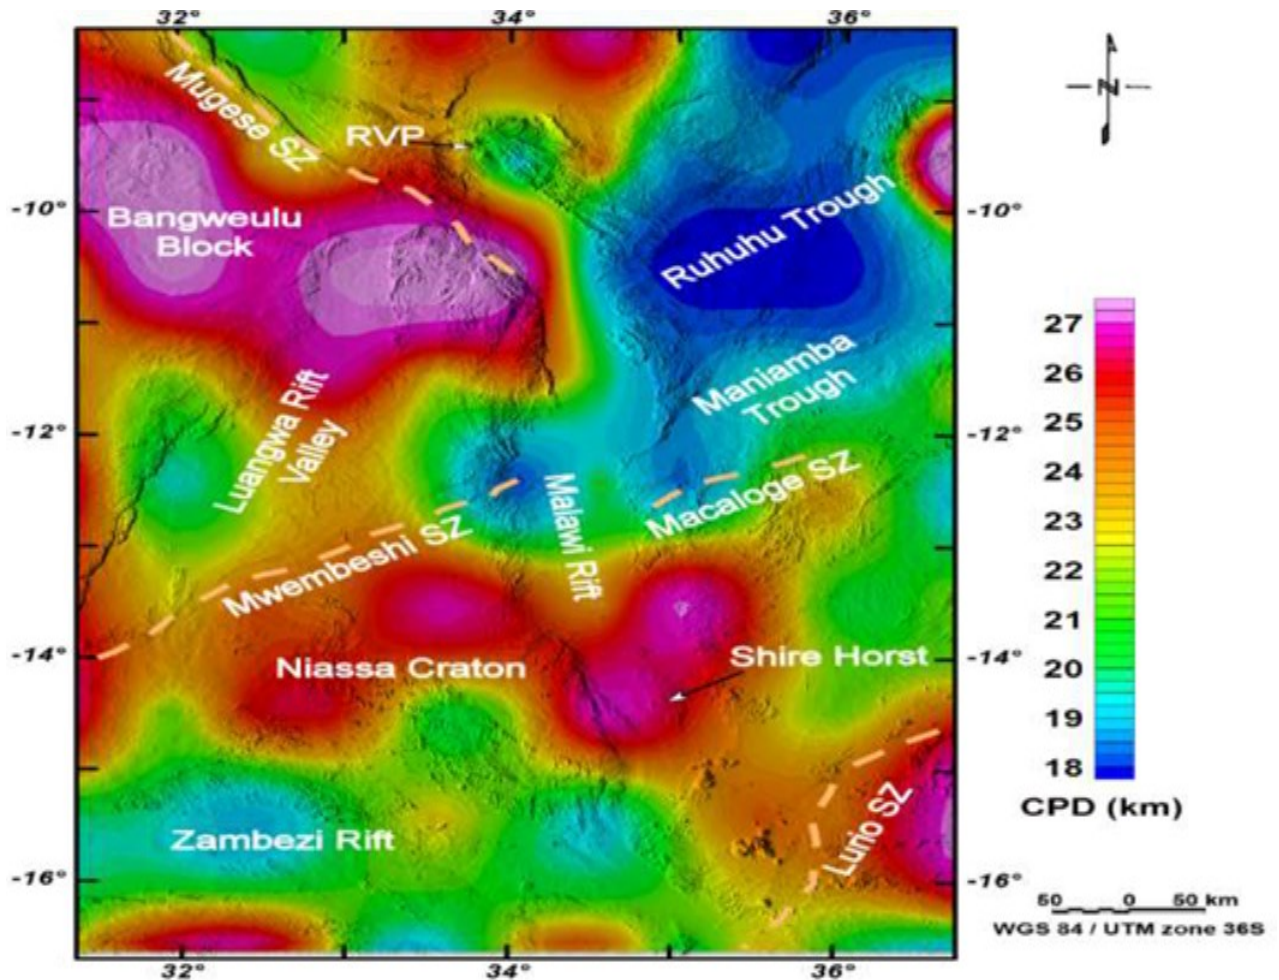 32° 34° 36°
Mugese SZ
RVP
N
-10° -10°
Bangweulu
Block
Ruhuhu Trough
Maniamba
Trough
Luangwa Rift
Valley
-12° -12°
Malawi Rift
Macaloge SZ
Mwembeshi SZ
-14° -14°
Niassa Craton
Shire Horst
Zambezi Rift
Lurio SZ
-16° -16°
32° 34° 36°
27
26
25
24
23
22
21
20
19
18
CPD (km)
50 0 50 km
WGS 84 / UTM zone 36S